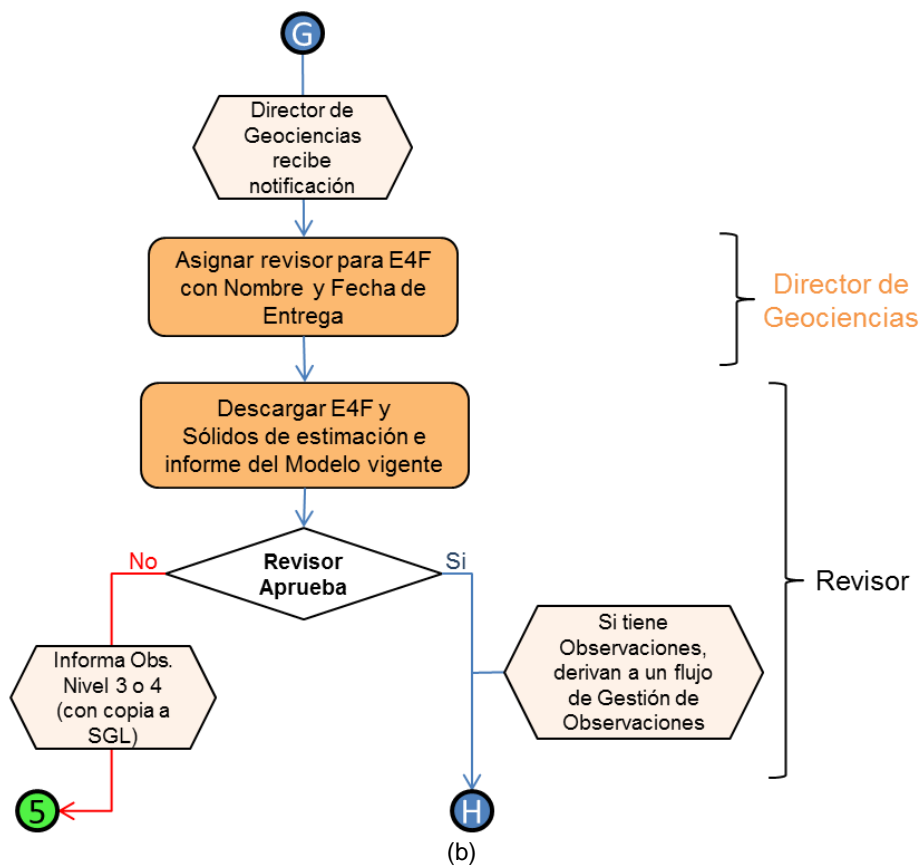 G
Director de
Geociencias
recibe
notificación
Asignar revisor para E4F
con Nombre y Fecha de
Entrega
Director de
Geociencias
Descargar E4F y
Sólidos de estimación e
informe del Modelo vigente
No
Revisor
Aprueba
Si
Revisor
Informa Obs.
Nivel 3 o 4
(con copia a
SGL)
Si tiene
Observaciones,
derivan a un flujo
de Gestión de
Observaciones
5
H
(b)